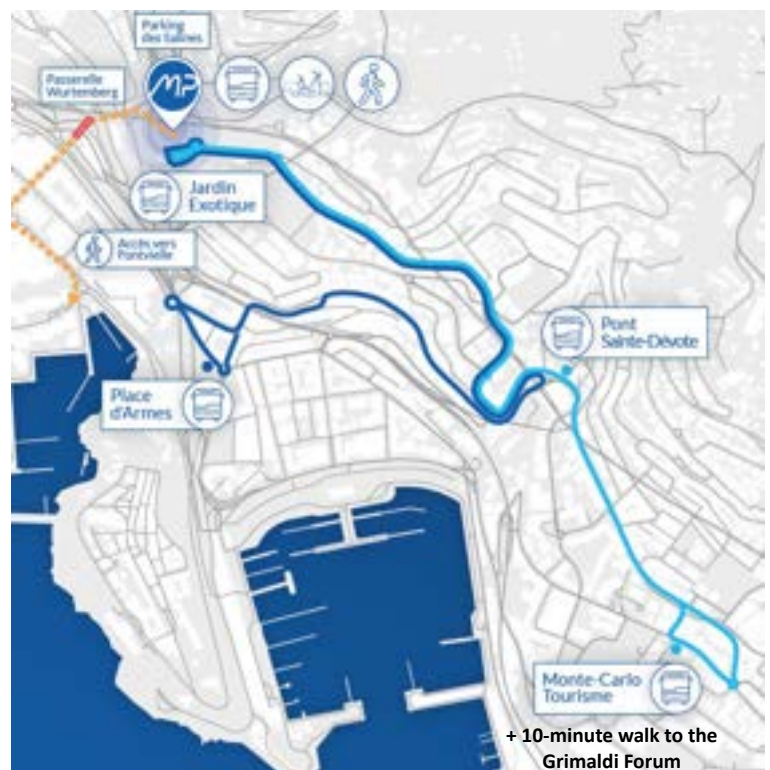 Parking
des Salines
Passerelle
Wurtemberg
MP
Jardin
Exotique
Accès vers
Fontvieille
Pont
Sainte-Dévote
Place
d'Armes
Monte-Carlo
Tourisme
+ 10-minute walk to the
Grimaldi Forum